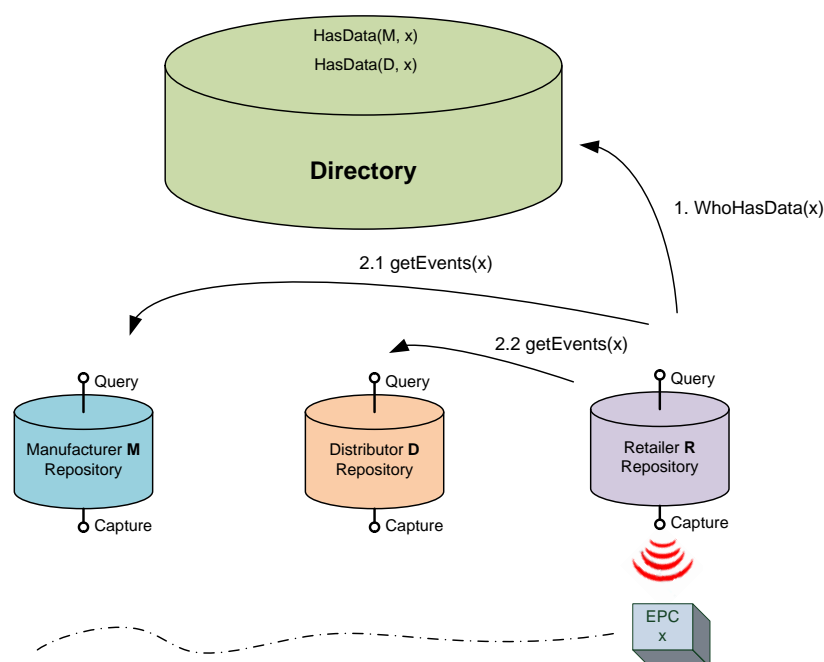 HasData(M, x)
HasData(D, x)
Directory
1. WhoHasData(x)
2.1 getEvents(x)
2.2 getEvents(x)
Query
Manufacturer M
Repository
Capture
Query
Distributor D
Repository
Capture
Query
Retailer R
Repository
Capture
EPC
x